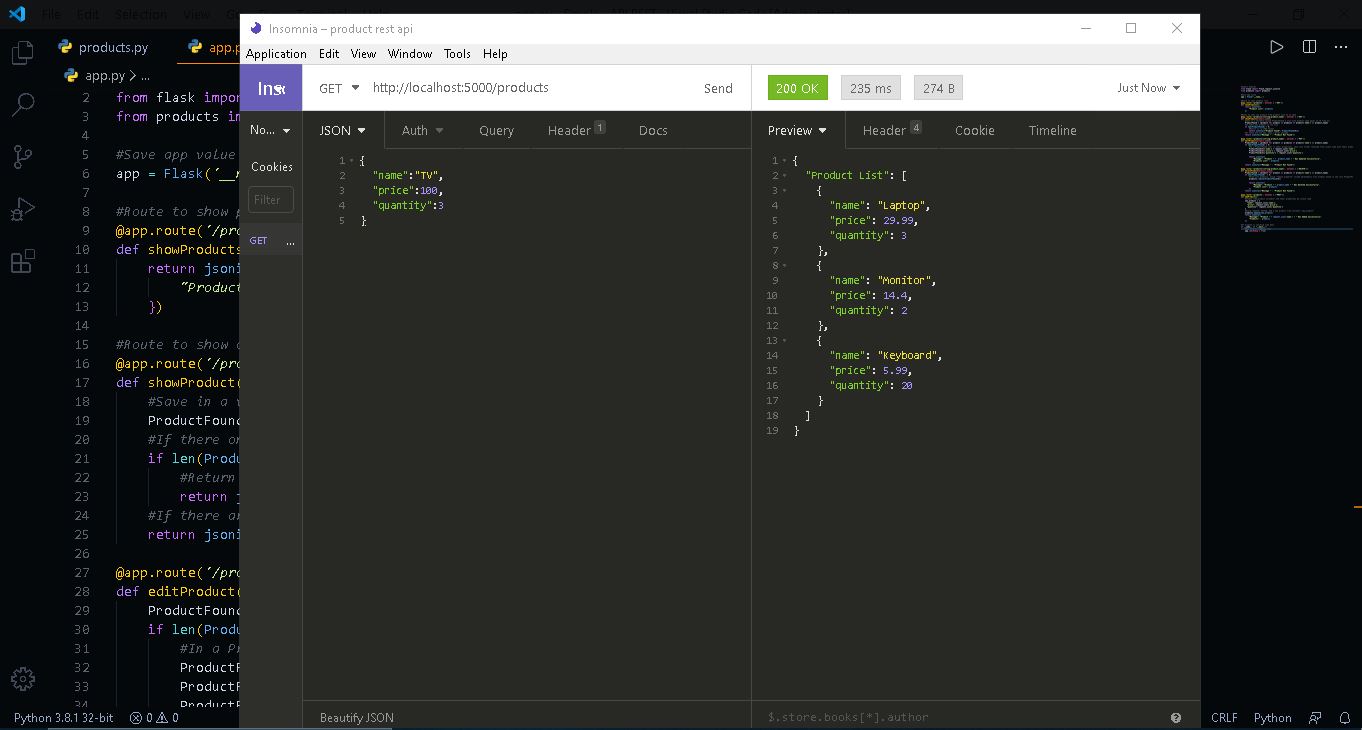 File Edit Selection View
Insomnia – product rest api
Application Edit View Window Tools Help
products.py
app.p
app.py > ...
Ins
GET http://localhost:5000/products Send
200 OK 235 ms 274 B Just Now
No... JSON Auth Query Header 1 Docs
Preview Header 4 Cookie Timeline
Cookies
Filter
GET ...
2 from flask impor
3 from products im
4
5 #Save app value
6 app = Flask('__n
7
8 #Route to show p
9 @app.route('/pro
10 def showProducts
11 return jsoni
12 "Product
13 })
14
15 #Route to show o
16 @app.route('/pro
17 def showProduct(
18 #Save in a v
19 ProductFound
20 #If there on
21 if len(Produ
22 #Return
23 return j
24 #If there ar
25 return jsoni
26
27 @app.route('/pro
28 def editProduct(
29 ProductFound
30 if len(Produ
31 #In a Pr
32 ProductF
33 ProductF
34 ProductF
1 {
2 "name":"TV",
3 "price":100,
4 "quantity":3
5 }
1 {
2 "Product List": [
3 {
4 "name": "Laptop",
5 "price": 29.99,
6 "quantity": 3
7 },
8 {
9 "name": "Monitor",
10 "price": 14.4,
11 "quantity": 2
12 },
13 {
14 "name": "Keyboard",
15 "price": 5.99,
16 "quantity": 20
17 }
18 ]
19 }
Beautify JSON
$.store.books[*].author
Python 3.8.1 32-bit 0 0
CRLF Python